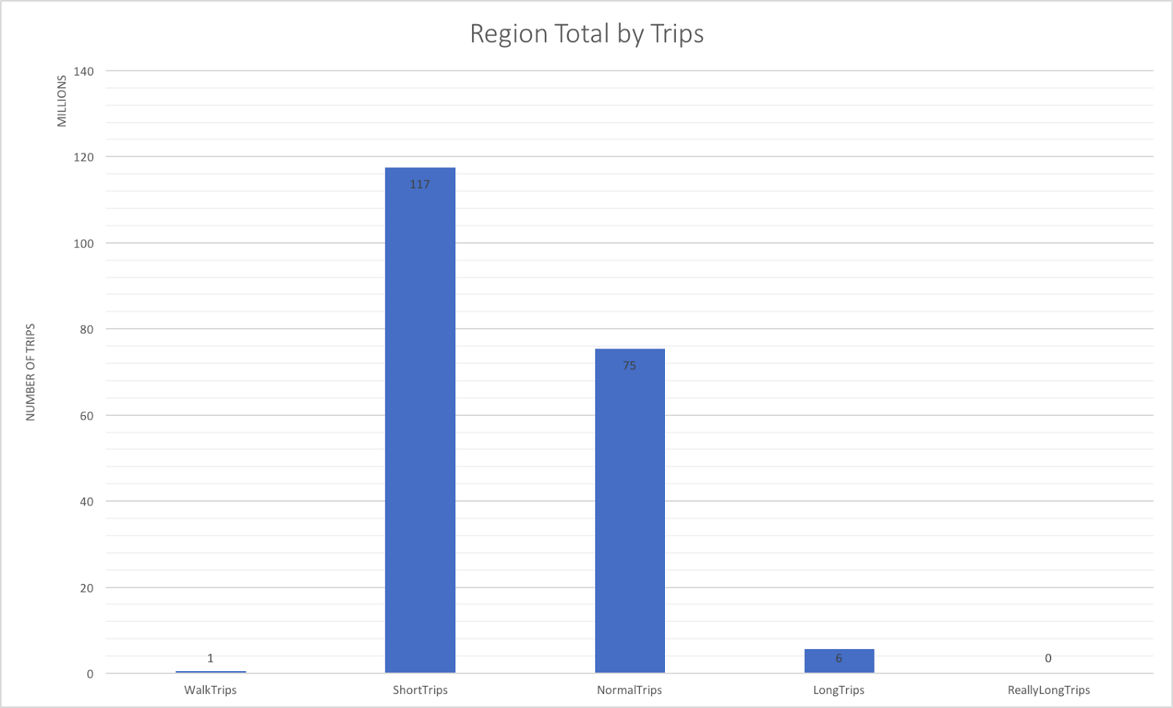 Region Total by Trips
MILLIONS
NUMBER OF TRIPS
140
120
100
80
60
40
20
0
1
117
75
6
0
WalkTrips
ShortTrips
NormalTrips
LongTrips
ReallyLongTrips